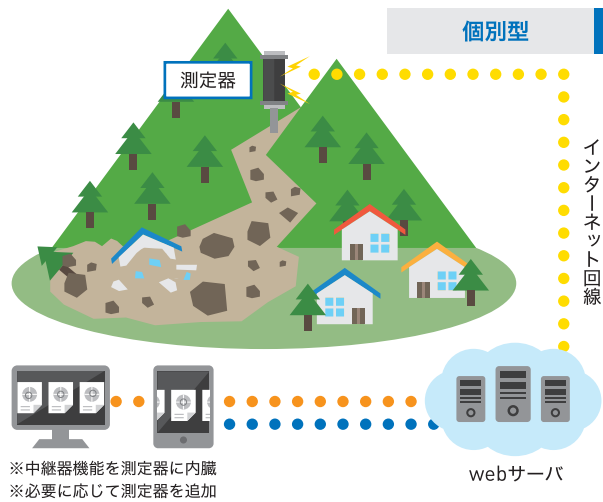 個別型
測定器
インターネット回線
webサーバ
※中継器機能を測定器に内臓
※必要に応じて測定器を追加